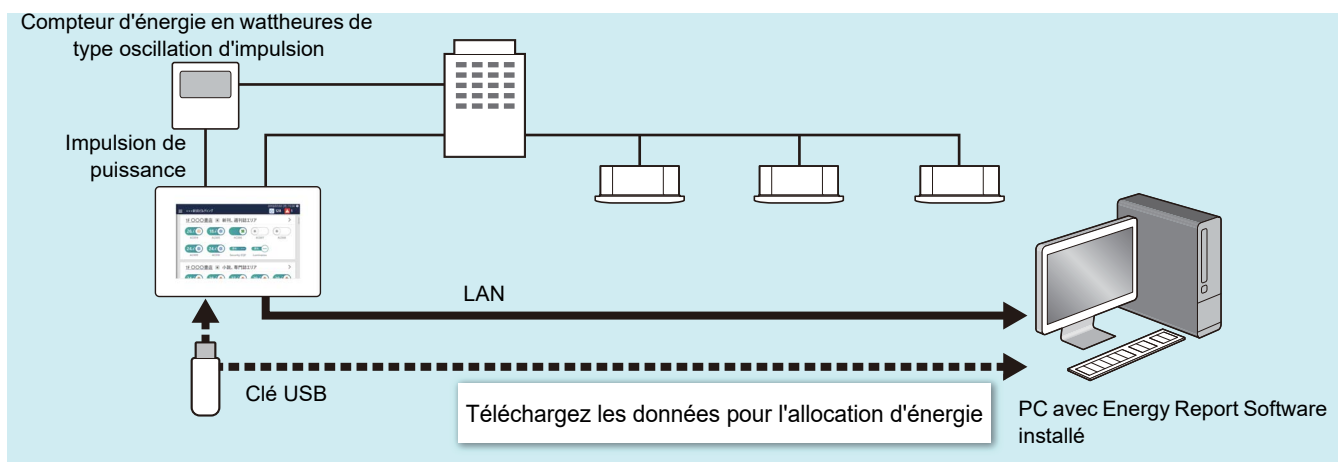 Compteur d'énergie en wattheures de
type oscillation d'impulsion
Impulsion de
puissance
LAN
Clé USB
Téléchargez les données pour l'allocation d'énergie
PC avec Energy Report Software
installé